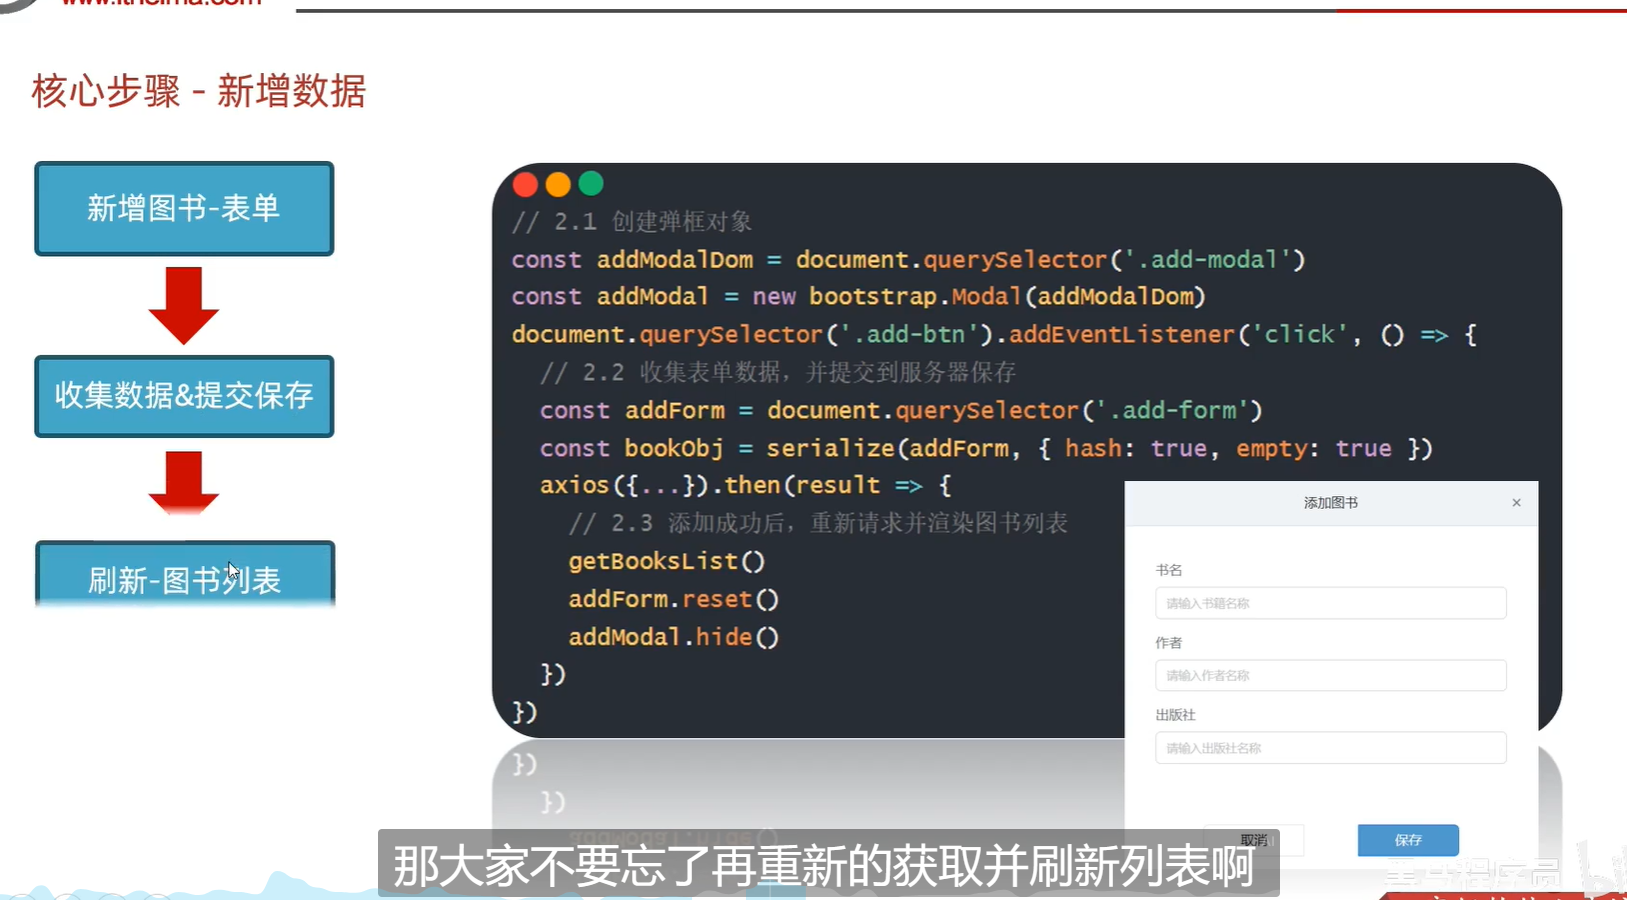 www.itheima.com
核心步骤 - 新增数据
新增图书-表单
收集数据&提交保存
刷新-图书列表
// 2.1 创建弹框对象
const addModalDom = document.querySelector('.add-modal')
const addModal = new bootstrap.Modal(addModalDom)
document.querySelector('.add-btn').addEventListener('click', () => {
// 2.2 收集表单数据，并提交到服务器保存
const addForm = document.querySelector('.add-form')
const bookObj = serialize(addForm, { hash: true, empty: true })
axios({...}).then(result => {
// 2.3 添加成功后，重新请求并渲染图书列表
getBooksList()
addForm.reset()
addModal.hide()
})
})
添加图书 ×
书名
请输入书籍名称
作者
请输入作者名称
出版社
请输入出版社名称
取消
保存
那大家不要忘了再重新的获取并刷新列表啊